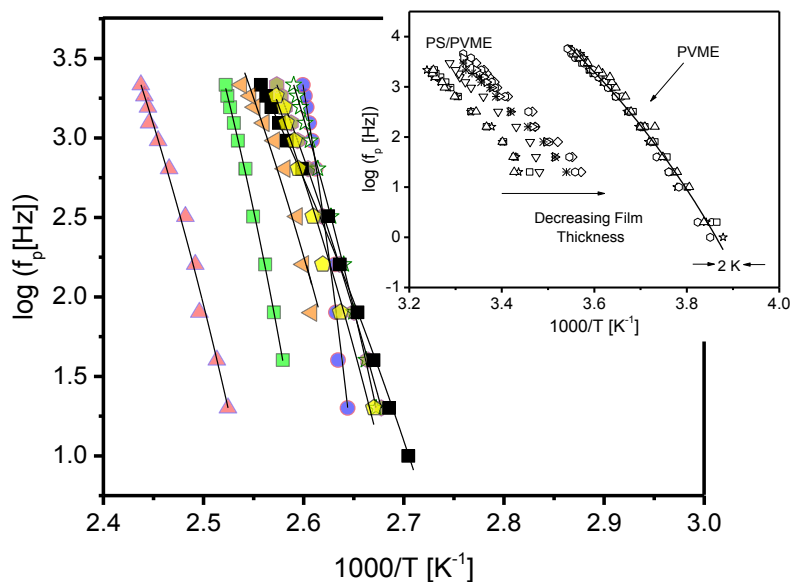 3.5
3.0
2.5
2.0
1.5
1.0
log (f_p[Hz])
2.4 2.5 2.6 2.7 2.8 2.9 3.0
1000/T [K⁻¹]
4
3
2
1
0
-1
log (f_p [Hz])
PS/PVME
PVME
Decreasing Film
Thickness
2 K
3.2 3.4 3.6 3.8 4.0
1000/T [K⁻¹]